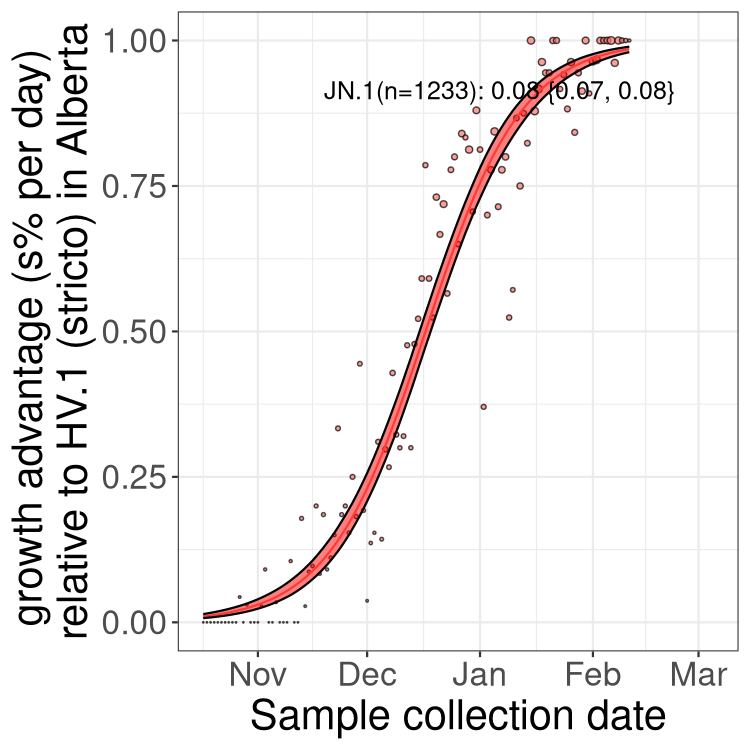 growth advantage (s% per day)
relative to HV.1 (stricto) in Alberta
1.00
0.75
0.50
0.25
0.00
JN.1(n=1233): 0.08 {0.07, 0.08}
Nov Dec Jan Feb Mar
Sample collection date